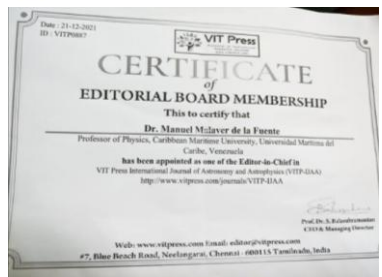 Date : 21-12-2021
ID : VITP0887
VIT Press
CERTIFICATE
of
EDITORIAL BOARD MEMBERSHIP
This to certify that
Dr. Manuel Malaver de la Fuente
Professor of Physics, Caribbean Maritime University, Universidad Maritima del
Caribe, Venezuela
has been appointed as one of the Editor-in-Chief in
VIT Press International Journal of Astronomy and Astrophysics (VITP-IJAA)
http://www.vitpress.com/journals/VITP-IJAA
Prof.Dr. S.
CEO & Managing Director
Web: www.vitpress.com Email: editor@vitpress.com
#7, Blue Beach Road, Neelangarai, Chennai - 600115 Tamilnadu, India